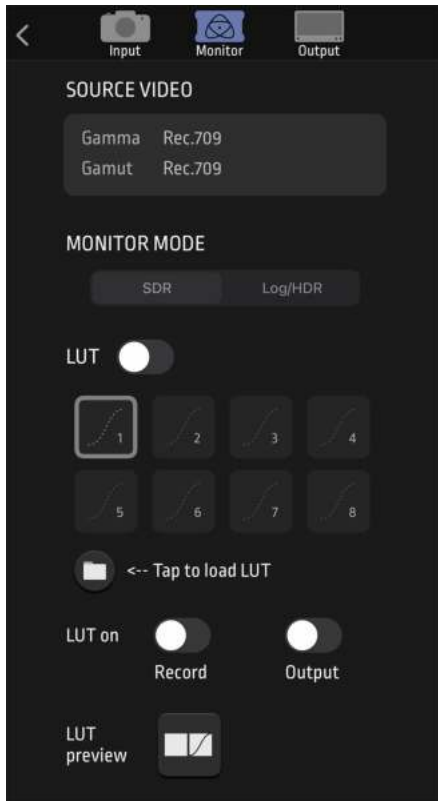 Input Monitor Output
SOURCE VIDEO
Gamma Rec.709
Gamut Rec.709
MONITOR MODE
SDR Log/HDR
LUT
1 2 3 4
5 6 7 8
<-- Tap to load LUT
LUT on
Record Output
LUT
preview